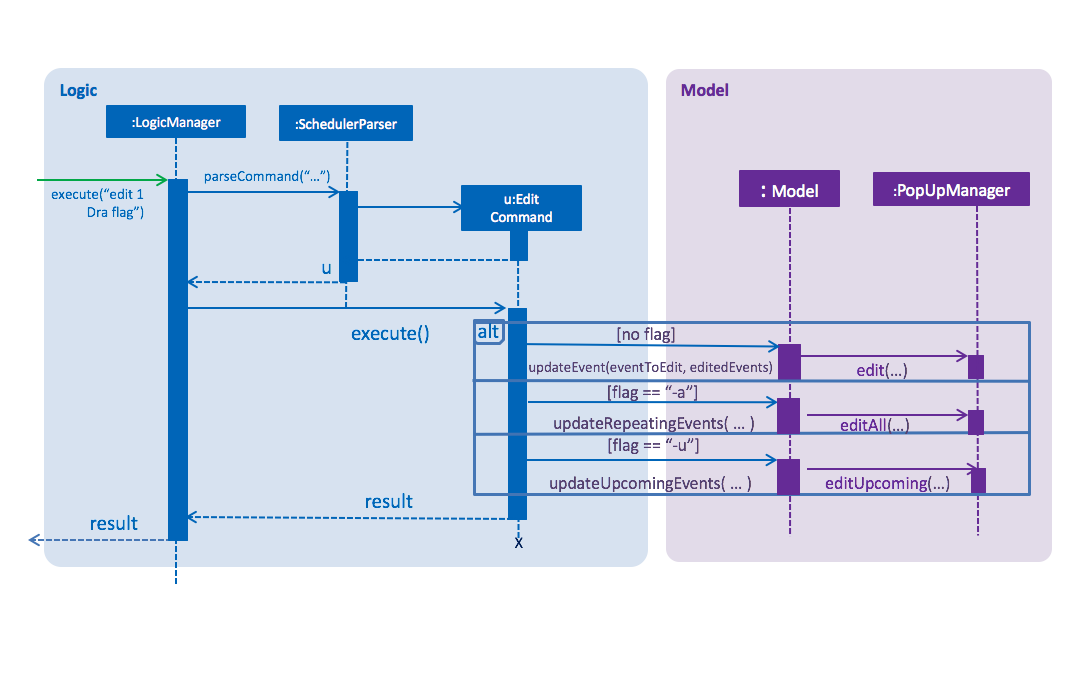 Logic
Model
:LogicManager
:SchedulerParser
execute(“edit 1
Dra flag”)
parseCommand(“…”)
u:Edit
Command
: Model
:PopUpManager
u
execute()
alt
[no flag]
updateEvent(eventToEdit, editedEvents)
edit(…)
[flag == “-a”]
updateRepeatingEvents( … )
editAll(…)
[flag == “-u”]
updateUpcomingEvents( … )
editUpcoming(…)
result
result
X